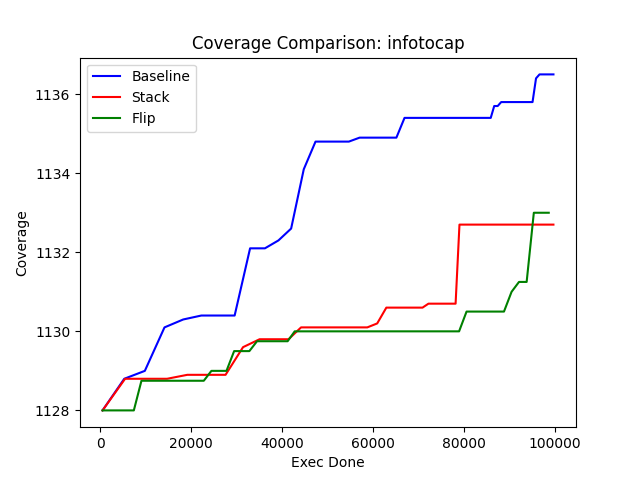 Coverage Comparison: infotocap
Baseline
Stack
Flip
Coverage
1136
1134
1132
1130
1128
0 20000 40000 60000 80000 100000
Exec Done